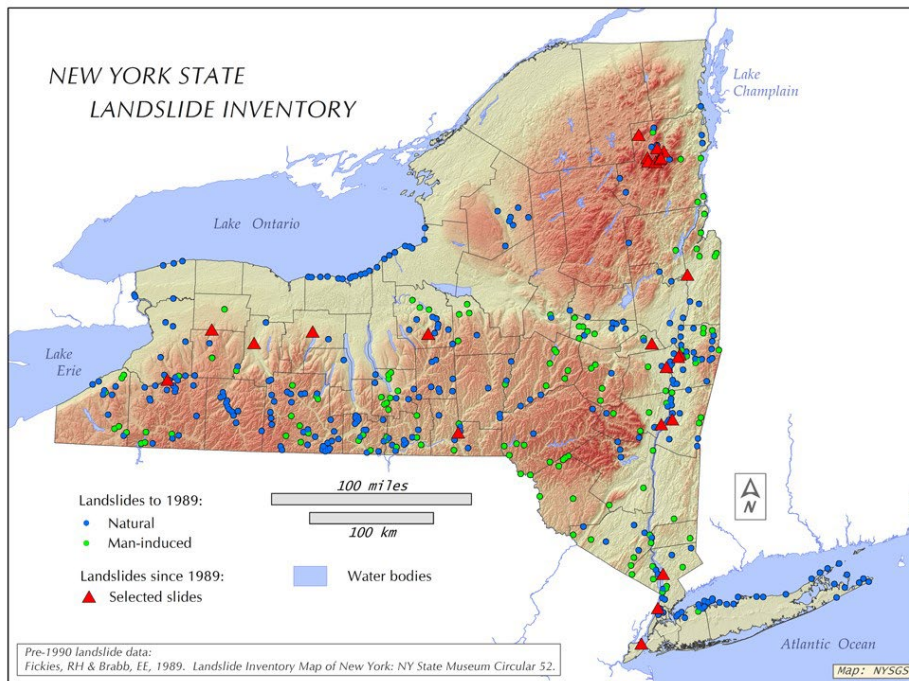 NEW YORK STATE
LANDSLIDE INVENTORY
Lake
Champlain
Lake Ontario
Lake
Erie
100 miles
100 km
N
Landslides to 1989:
Natural
Man-induced
Landslides since 1989:
Selected slides
Water bodies
Atlantic Ocean
Pre-1990 landslide data:
Fickies, RH & Brabb, EE, 1989. Landslide Inventory Map of New York: NY State Museum Circular 52.
Map: NYSGS